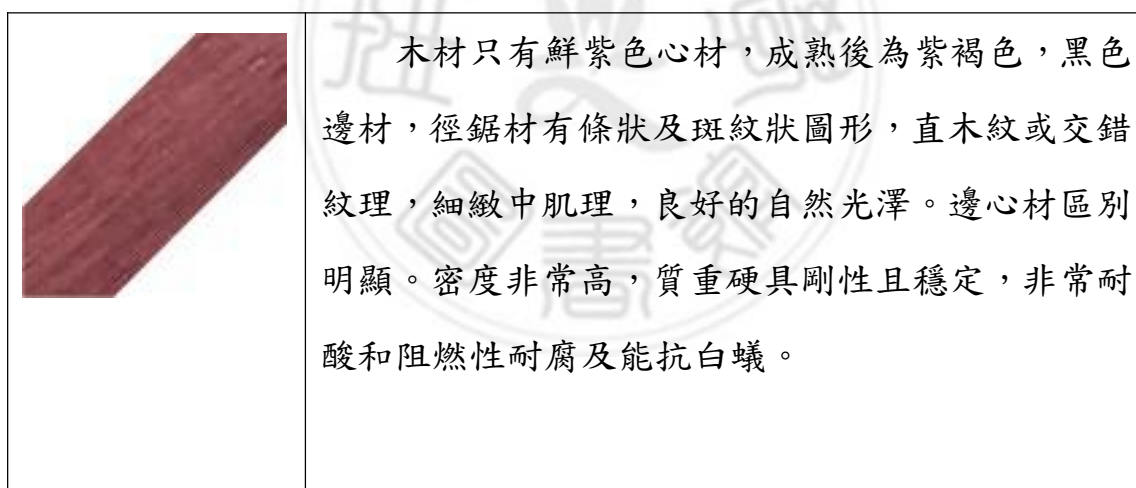 木材只有鮮紫色心材，成熟後為紫褐色，黑色
邊材，徑鋸材有條狀及斑紋狀圖形，直木紋或交錯
紋理，細緻中肌理，良好的自然光澤。邊心材區別
明顯。密度非常高，質重硬具剛性且穩定，非常耐
酸和阻燃性耐腐及能抗白蟻。